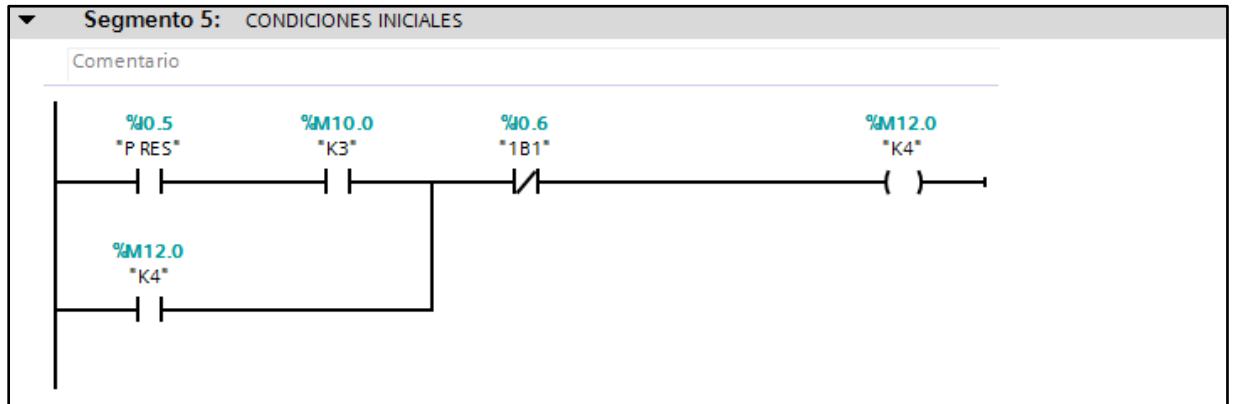 Segmento 5: CONDICIONES INICIALES
Comentario
%I0.5 %M10.0 %I0.6 %M12.0
"P RES" "K3" "1B1" "K4"
%M12.0
"K4"